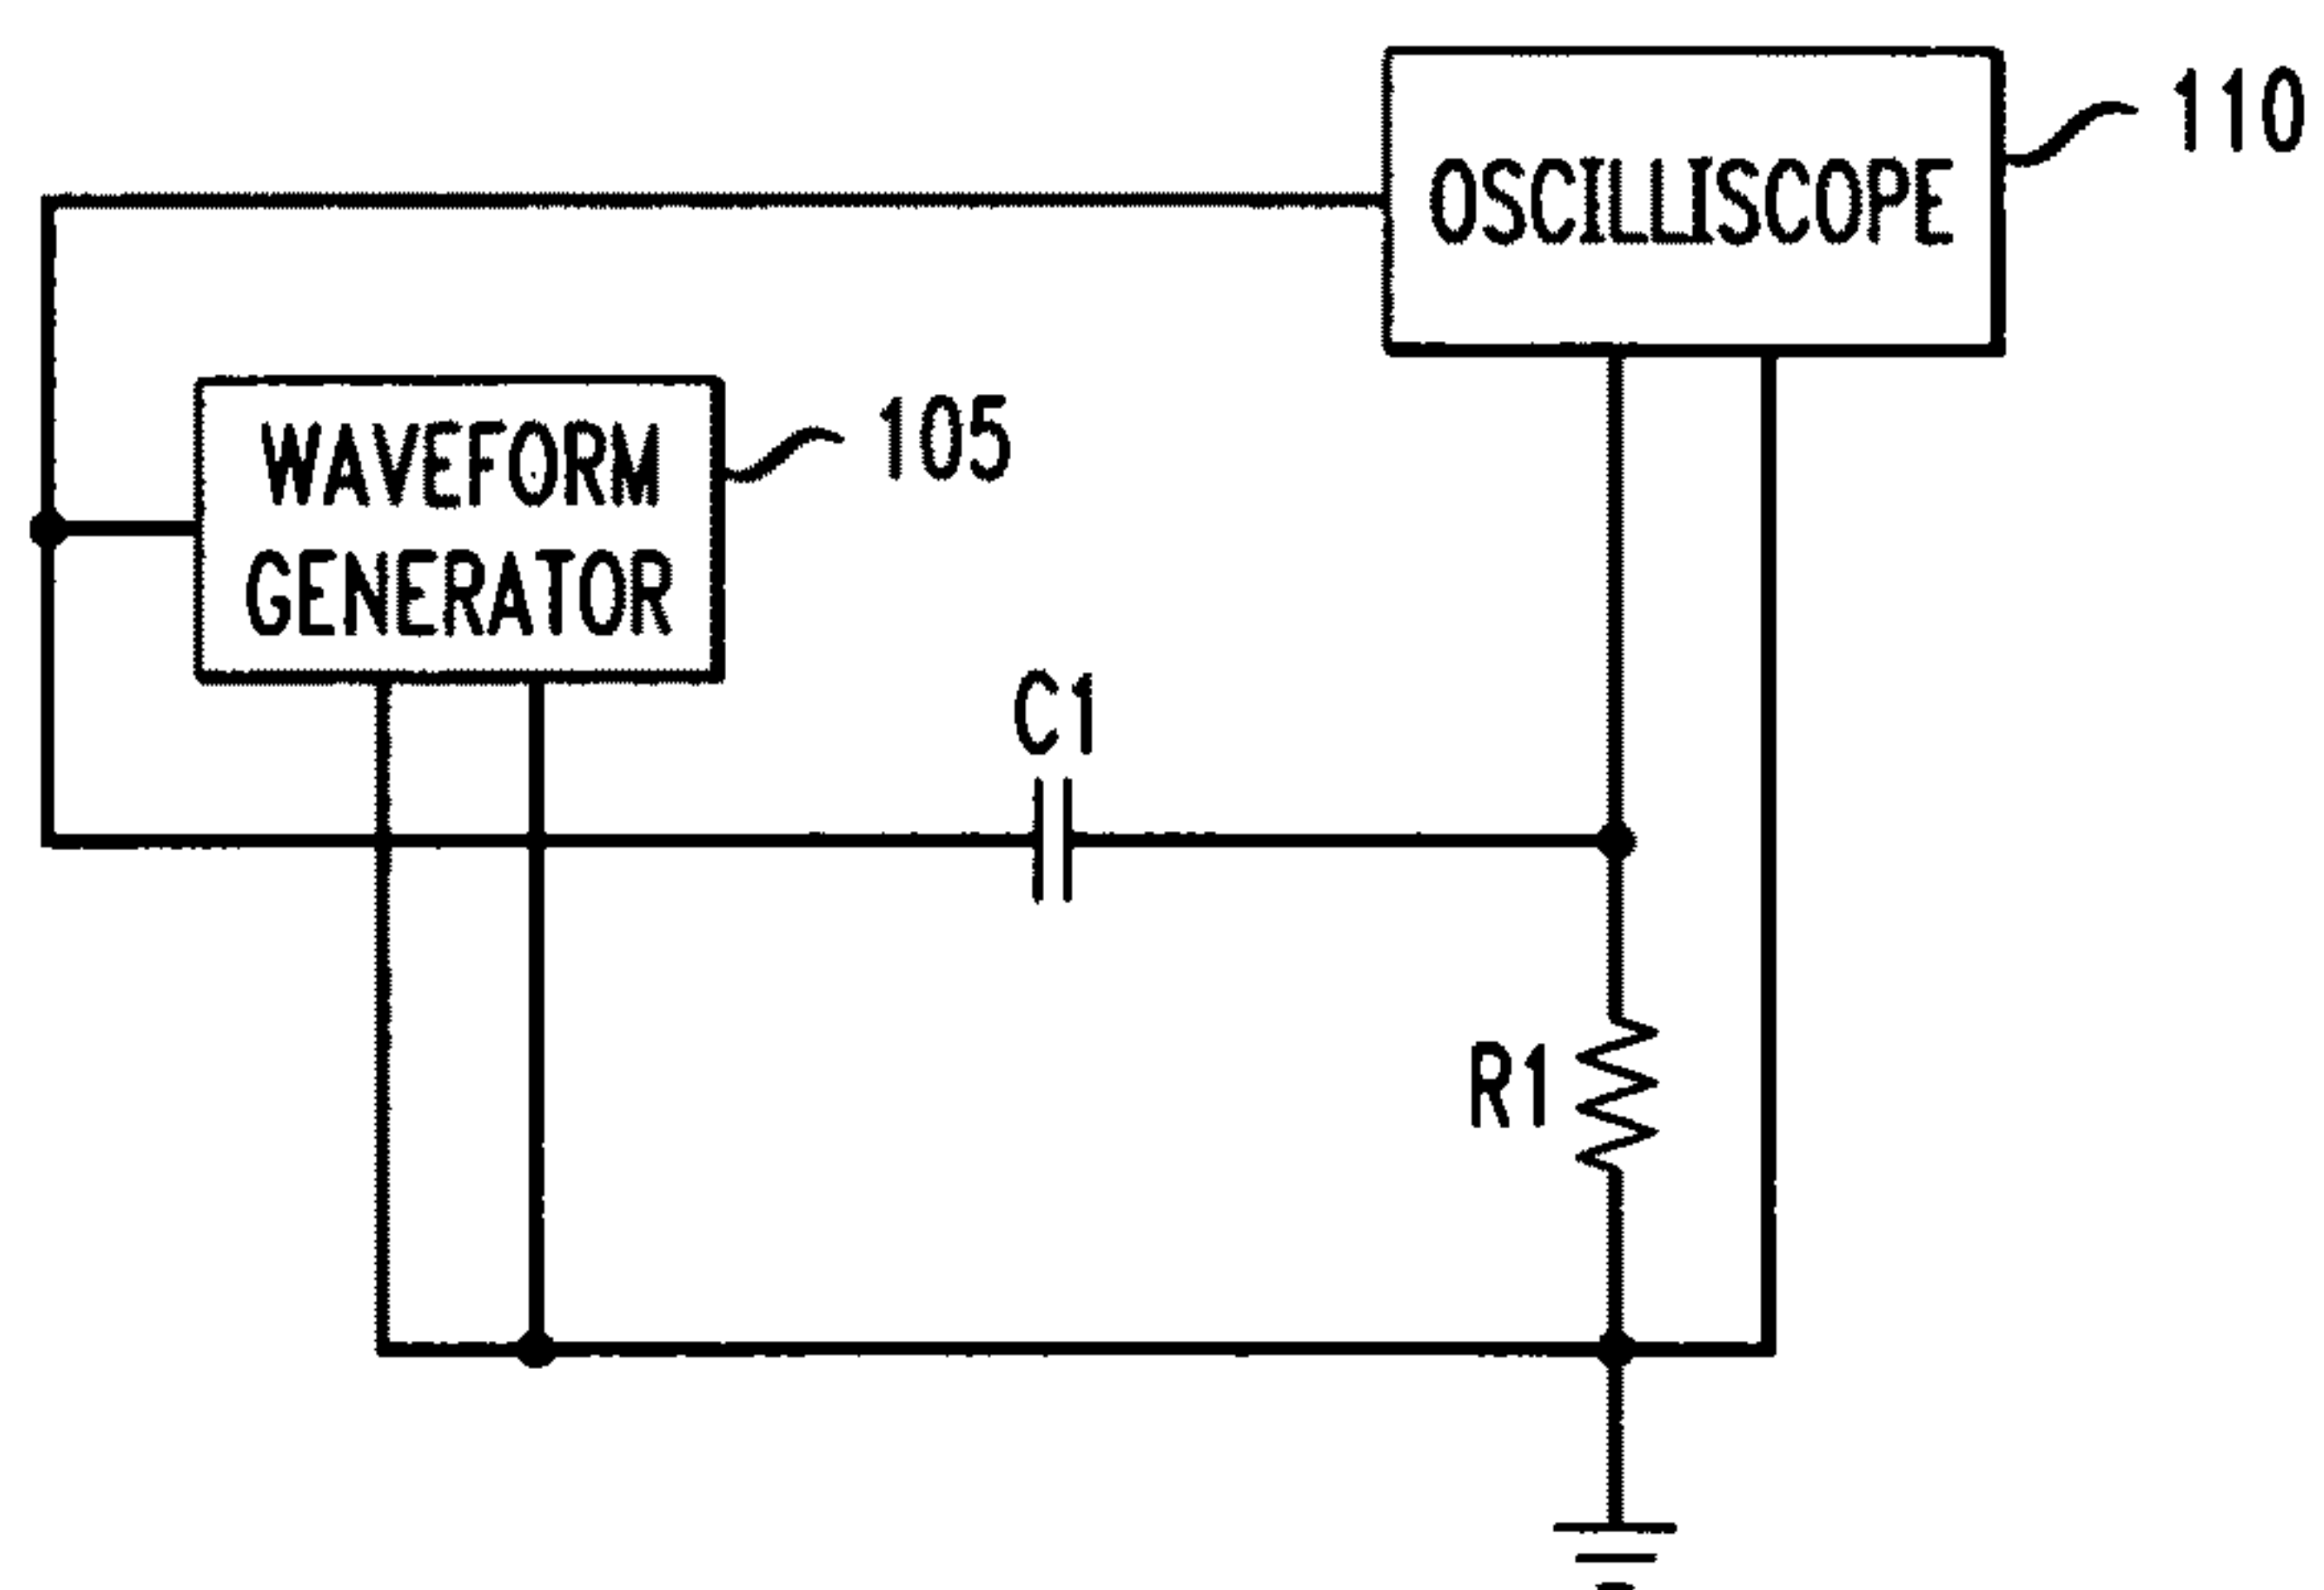 OSCILLISCOPE
110
WAVEFORM
GENERATOR
105
C1
R1